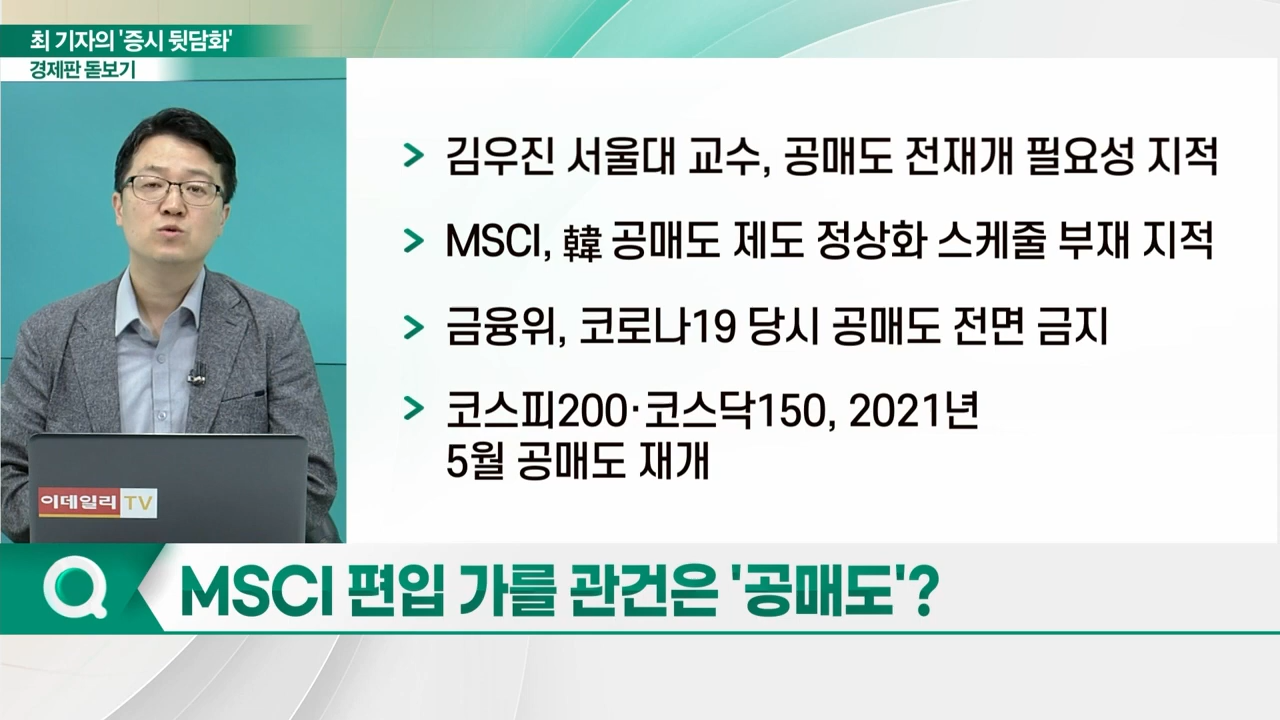 최 기자의 '증시 뒷담화'
경제판 돋보기
> 김우진 서울대 교수, 공매도 전재개 필요성 지적
> MSCI, 韓 공매도 제도 정상화 스케줄 부재 지적
> 금융위, 코로나19 당시 공매도 전면 금지
> 코스피200·코스닥150, 2021년
5월 공매도 재개
이데일리 TV
MSCI 편입 가를 관건은 '공매도'?